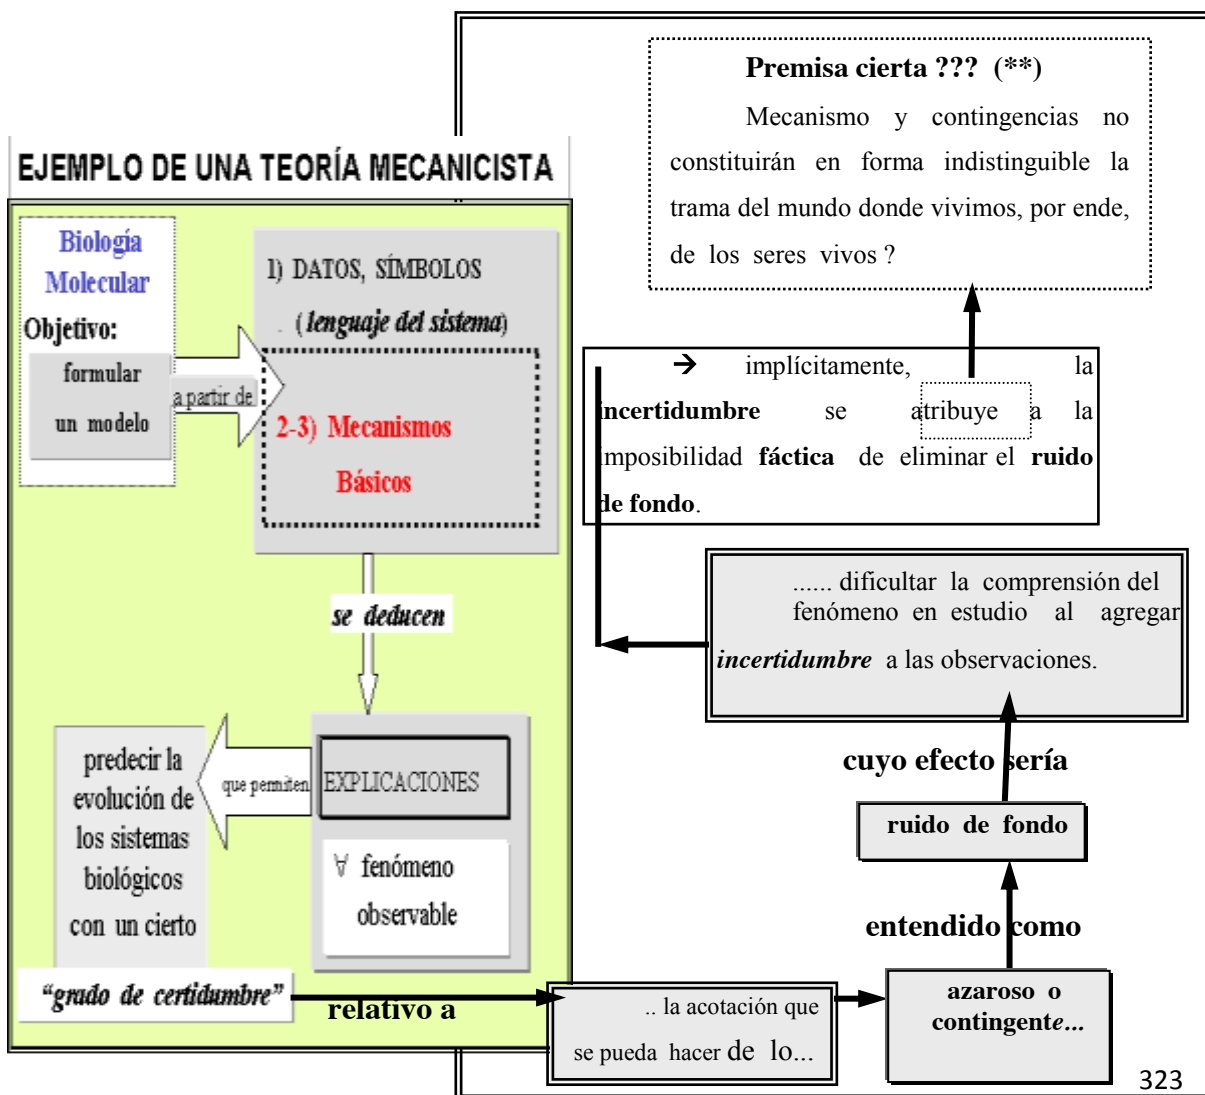 EJEMPLO DE UNA TEORÍA MECANICISTA
Biología
Molecular
Objetivo:
formular
un modelo
a partir de
1) DATOS, SÍMBOLOS
. (lenguaje del sistema)
2-3) Mecanismos
Básicos
se deducen
EXPLICACIONES
∀ fenómeno
observable
que permiten
predecir la
evolución de
los sistemas
biológicos
con un cierto
“grado de certidumbre”
relativo a
.. la acotación que
se pueda hacer de lo...
azaroso o
contingente...
entendido como
ruido de fondo
cuyo efecto sería
...... dificultar la comprensión del
fenómeno en estudio al agregar
incertidumbre a las observaciones.
→ implícitamente, la
incertidumbre se atribuye a la
imposibilidad fáctica de eliminar el ruido
de fondo.
Premisa cierta ??? (**)
Mecanismo y contingencias no
constituirán en forma indistinguible la
trama del mundo donde vivimos, por ende,
de los seres vivos ?
323